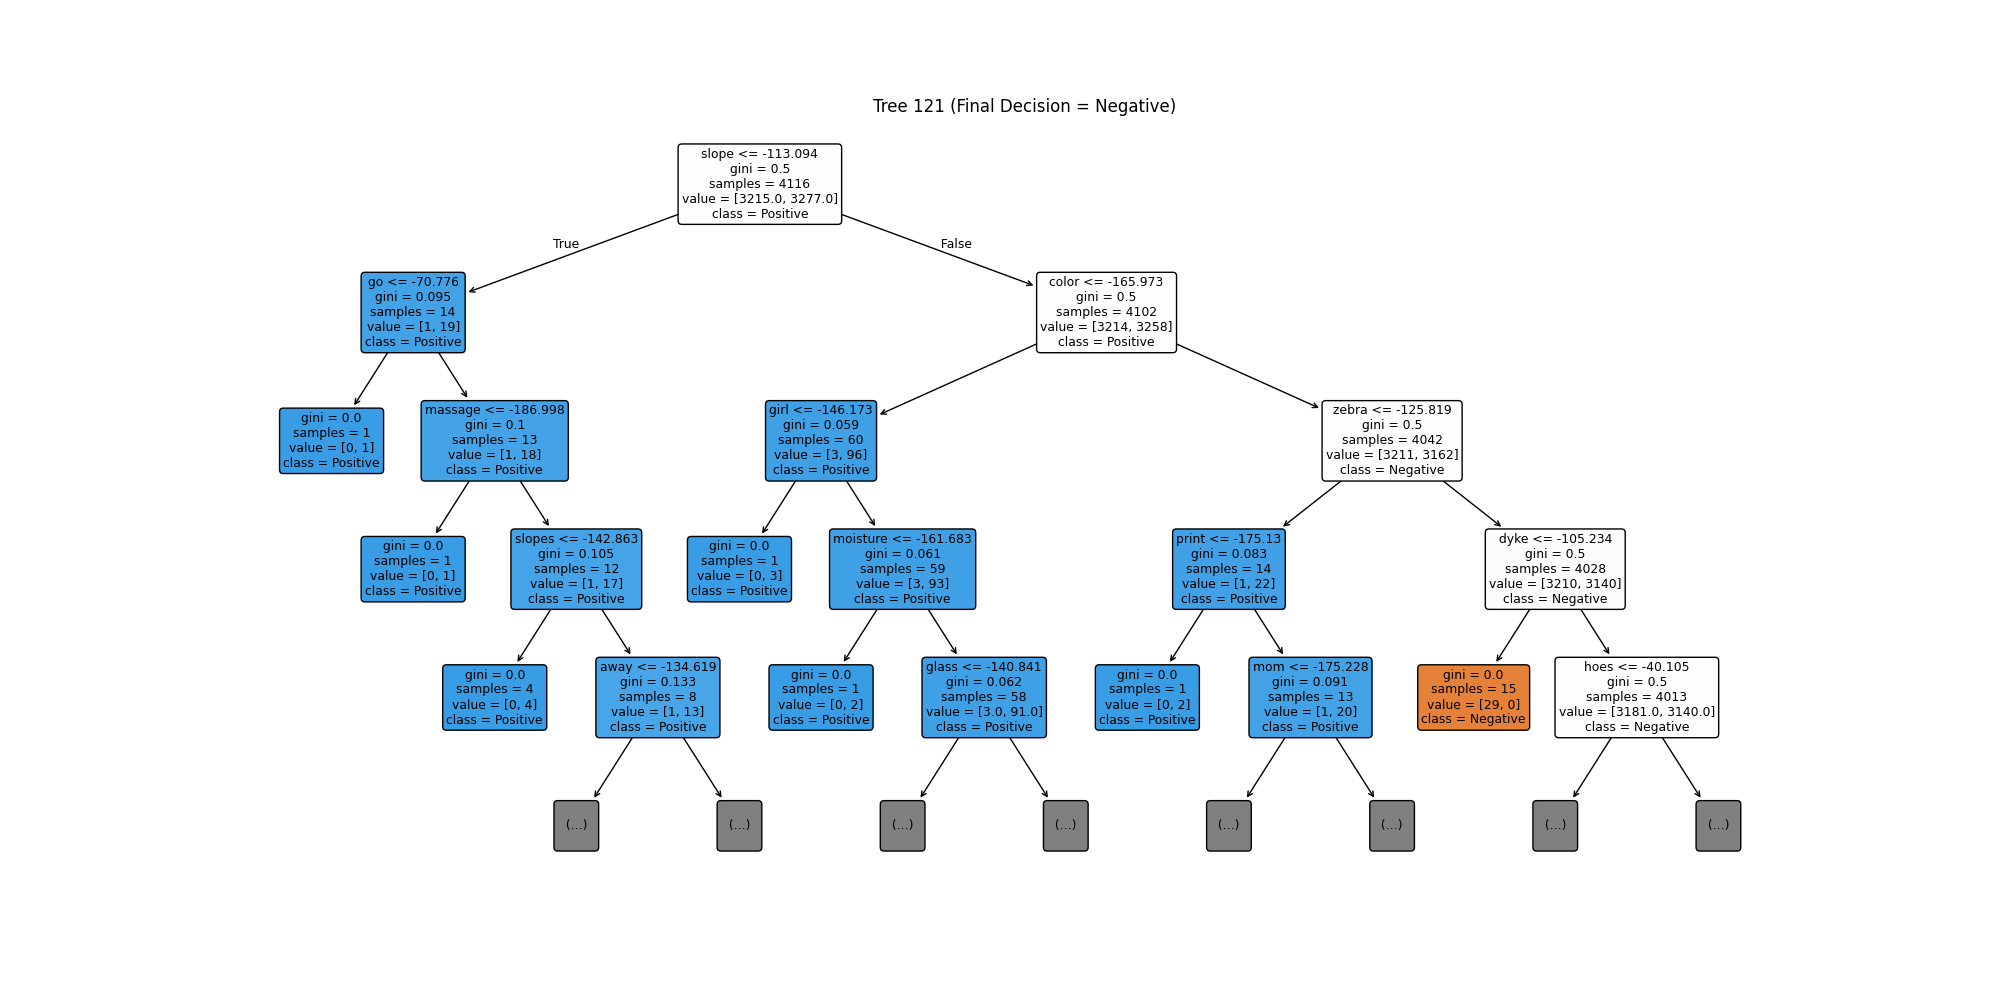 Tree 121 (Final Decision = Negative)
slope <= -113.094
gini = 0.5
samples = 4116
value = [3215.0, 3277.0]
class = Positive
True
False
go <= -70.776
gini = 0.095
samples = 14
value = [1, 19]
class = Positive
color <= -165.973
gini = 0.5
samples = 4102
value = [3214, 3258]
class = Positive
gini = 0.0
samples = 1
value = [0, 1]
class = Positive
massage <= -186.998
gini = 0.1
samples = 13
value = [1, 18]
class = Positive
girl <= -146.173
gini = 0.059
samples = 60
value = [3, 96]
class = Positive
zebra <= -125.819
gini = 0.5
samples = 4042
value = [3211, 3162]
class = Negative
gini = 0.0
samples = 1
value = [0, 1]
class = Positive
slopes <= -142.863
gini = 0.105
samples = 12
value = [1, 17]
class = Positive
gini = 0.0
samples = 1
value = [0, 3]
class = Positive
moisture <= -161.683
gini = 0.061
samples = 59
value = [3, 93]
class = Positive
print <= -175.13
gini = 0.083
samples = 14
value = [1, 22]
class = Positive
dyke <= -105.234
gini = 0.5
samples = 4028
value = [3210, 3140]
class = Negative
gini = 0.0
samples = 4
value = [0, 4]
class = Positive
away <= -134.619
gini = 0.133
samples = 8
value = [1, 13]
class = Positive
gini = 0.0
samples = 1
value = [0, 2]
class = Positive
glass <= -140.841
gini = 0.062
samples = 58
value = [3.0, 91.0]
class = Positive
gini = 0.0
samples = 1
value = [0, 2]
class = Positive
mom <= -175.228
gini = 0.091
samples = 13
value = [1, 20]
class = Positive
gini = 0.0
samples = 15
value = [29, 0]
class = Negative
hoes <= -40.105
gini = 0.5
samples = 4013
value = [3181.0, 3140.0]
class = Negative
(...)
(...)
(...)
(...)
(...)
(...)
(...)
(...)